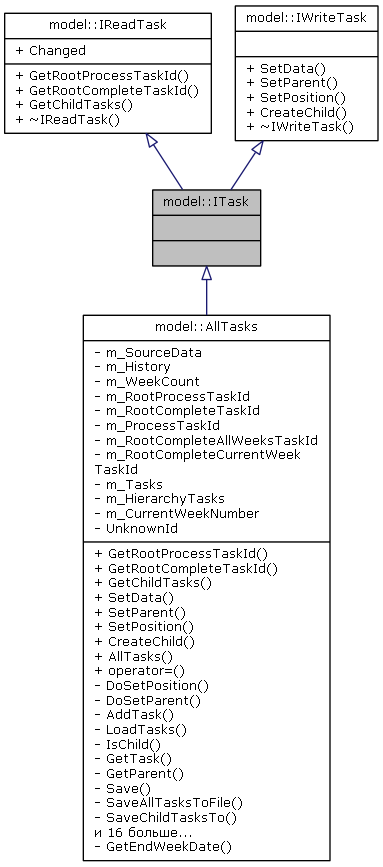 model::IReadTask
+ Changed
+ GetRootProcessTaskId()
+ GetRootCompleteTaskId()
+ GetChildTasks()
+ ~IReadTask()
model::IWriteTask
+ SetData()
+ SetParent()
+ SetPosition()
+ CreateChild()
+ ~IWriteTask()
model::ITask
model::AllTasks
- m_SourceData
- m_History
- m_WeekCount
- m_RootProcessTaskId
- m_RootCompleteTaskId
- m_ProcessTaskId
- m_RootCompleteAllWeeksTaskId
- m_RootCompleteCurrentWeek
TaskId
- m_Tasks
- m_HierarchyTasks
- m_CurrentWeekNumber
- UnknownId
+ GetRootProcessTaskId()
+ GetRootCompleteTaskId()
+ GetChildTasks()
+ SetData()
+ SetParent()
+ SetPosition()
+ CreateChild()
+ AllTasks()
+ operator=()
- DoSetPosition()
- DoSetParent()
- AddTask()
- LoadTasks()
- IsChild()
- GetTask()
- GetParent()
- Save()
- SaveAllTasksToFile()
- SaveChildTasksTo()
и 16 больше...
- GetEndWeekDate()